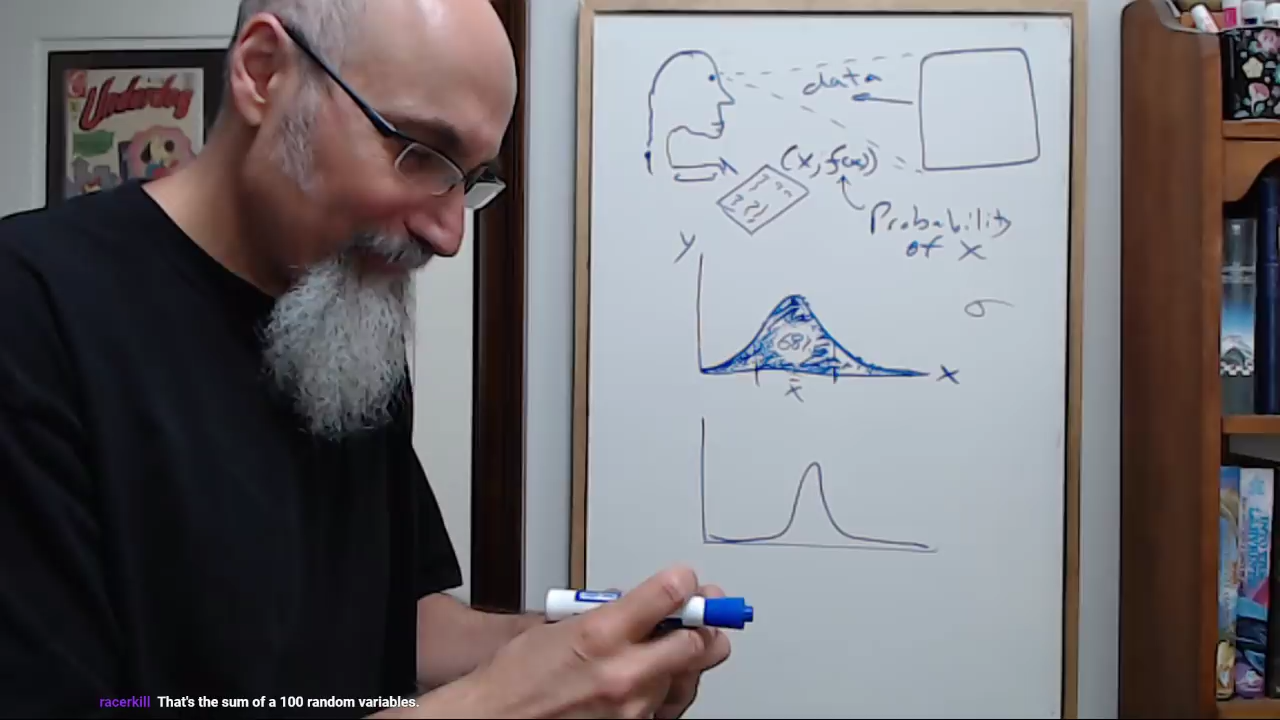 Underdog
data
(x, f(x))
Probability
of x
y
σ
68%
x
x̄
racerkill That's the sum of a 100 random variables.